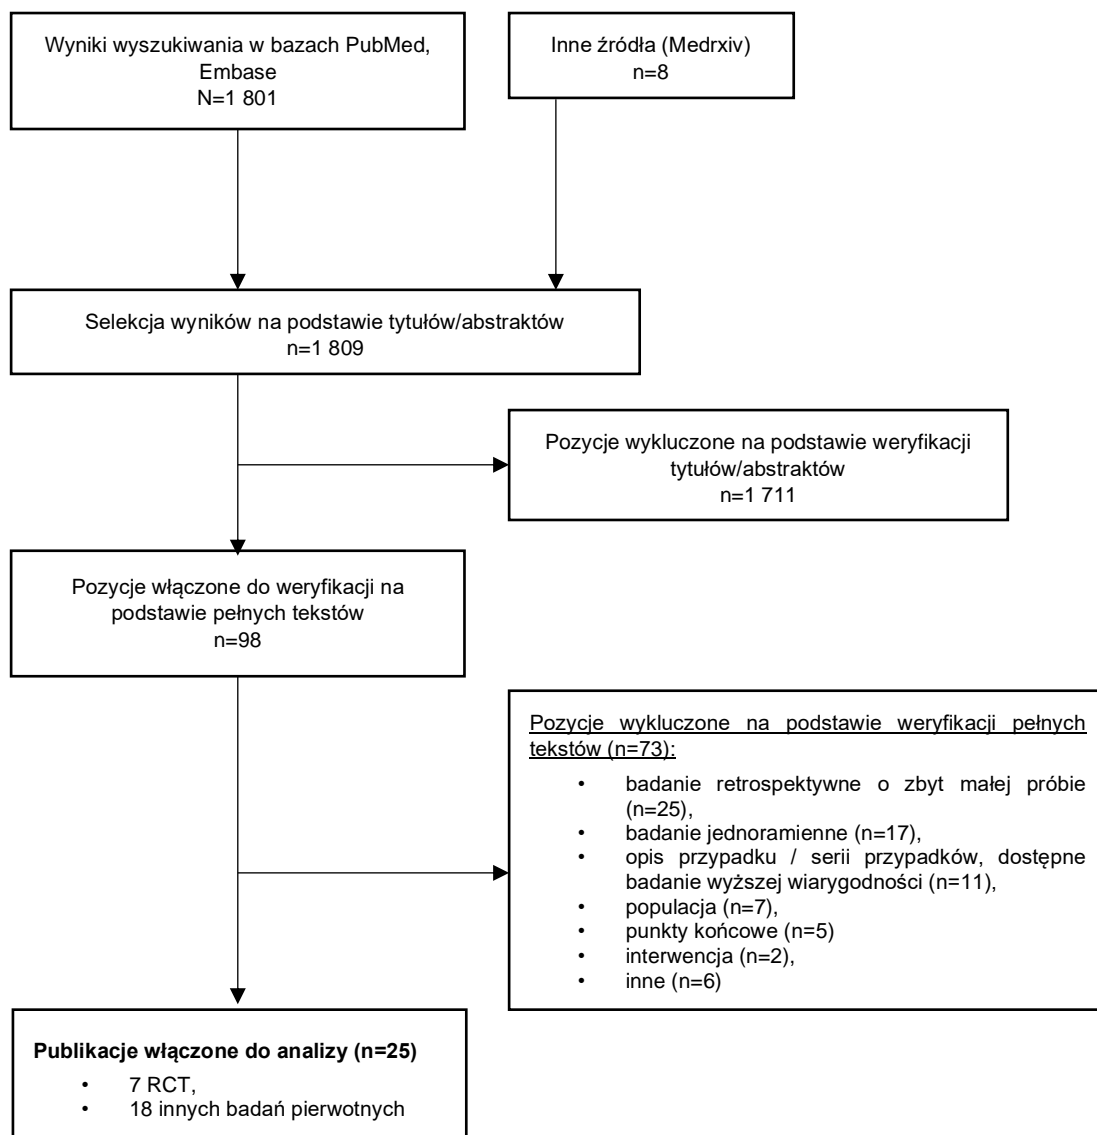 Wyniki wyszukiwania w bazach PubMed,
Embase
N=1 801
Inne źródła (Medrxiv)
n=8
Selekcja wyników na podstawie tytułów/abstraktów
n=1 809
Pozycje wykluczone na podstawie weryfikacji
tytułów/abstraktów
n=1 711
Pozycje włączone do weryfikacji na
podstawie pełnych tekstów
n=98
Pozycje wykluczone na podstawie weryfikacji pełnych
tekstów (n=73):
• badanie retrospektywne o zbyt małej próbie
(n=25),
• badanie jednoramienne (n=17),
• opis przypadku / serii przypadków, dostępne
badanie wyższej wiarygodności (n=11),
• populacja (n=7),
• punkty końcowe (n=5)
• interwencja (n=2),
• inne (n=6)
Publikacje włączone do analizy (n=25)
• 7 RCT,
• 18 innych badań pierwotnych